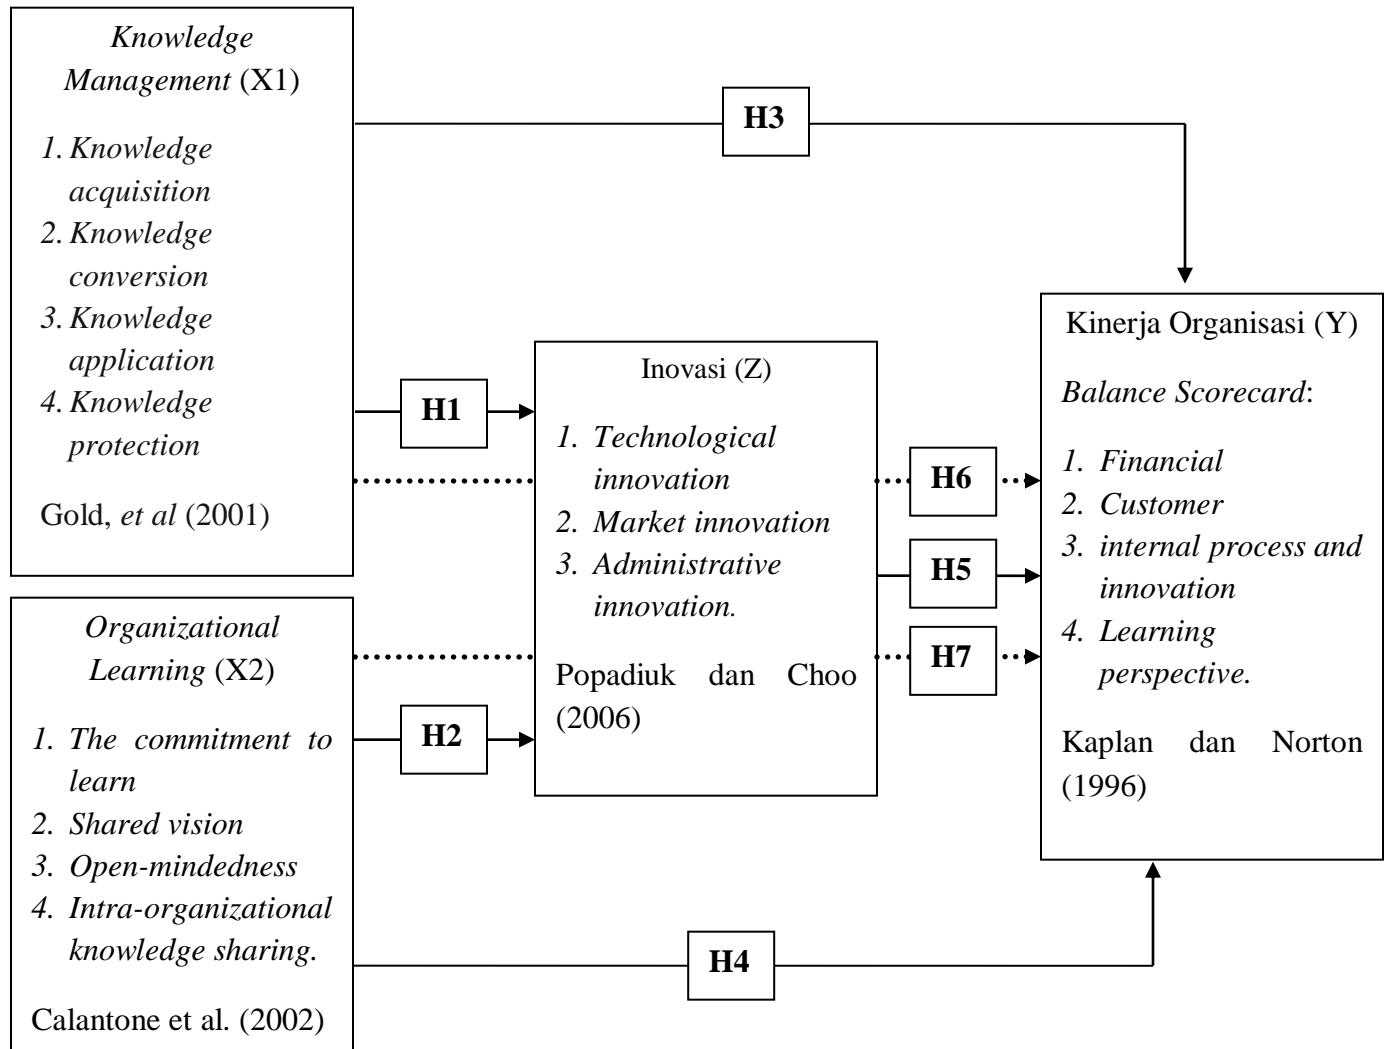 Knowledge
Management (X1)
1. Knowledge
acquisition
2. Knowledge
conversion
3. Knowledge
application
4. Knowledge
protection
Gold, et al (2001)
H3
H1
Inovasi (Z)
1. Technological
innovation
2. Market innovation
3. Administrative
innovation.
Popadiuk dan Choo
(2006)
H6
H5
H7
Kinerja Organisasi (Y)
Balance Scorecard:
1. Financial
2. Customer
3. internal process and
innovation
4. Learning
perspective.
Kaplan dan Norton
(1996)
Organizational
Learning (X2)
1. The commitment to
learn
2. Shared vision
3. Open-mindedness
4. Intra-organizational
knowledge sharing.
Calantone et al. (2002)
H2
H4